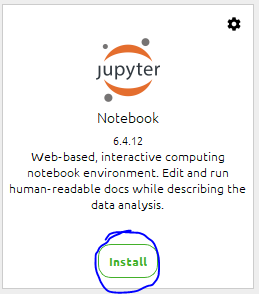 jupyter
Notebook
6.4.12
Web-based, interactive computing
notebook environment. Edit and run
human-readable docs while describing the
data analysis.
Install